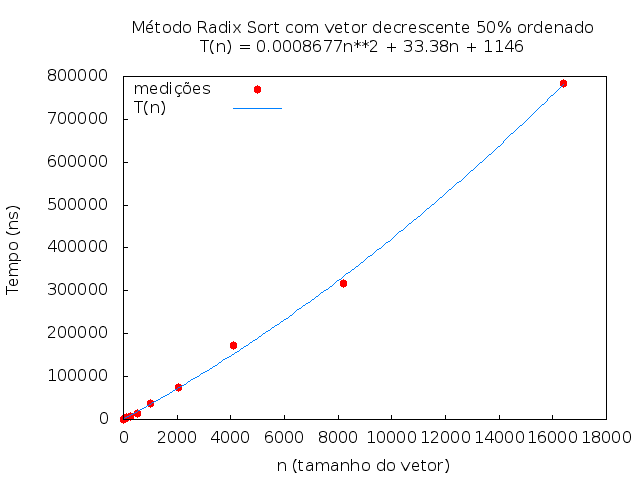 Método Radix Sort com vetor decrescente 50% ordenado
T(n) = 0.0008677n**2 + 33.38n + 1146
800000
700000
600000
500000
400000
300000
200000
100000
0
medições
T(n)
Tempo (ns)
0 2000 4000 6000 8000 10000 12000 14000 16000 18000
n (tamanho do vetor)